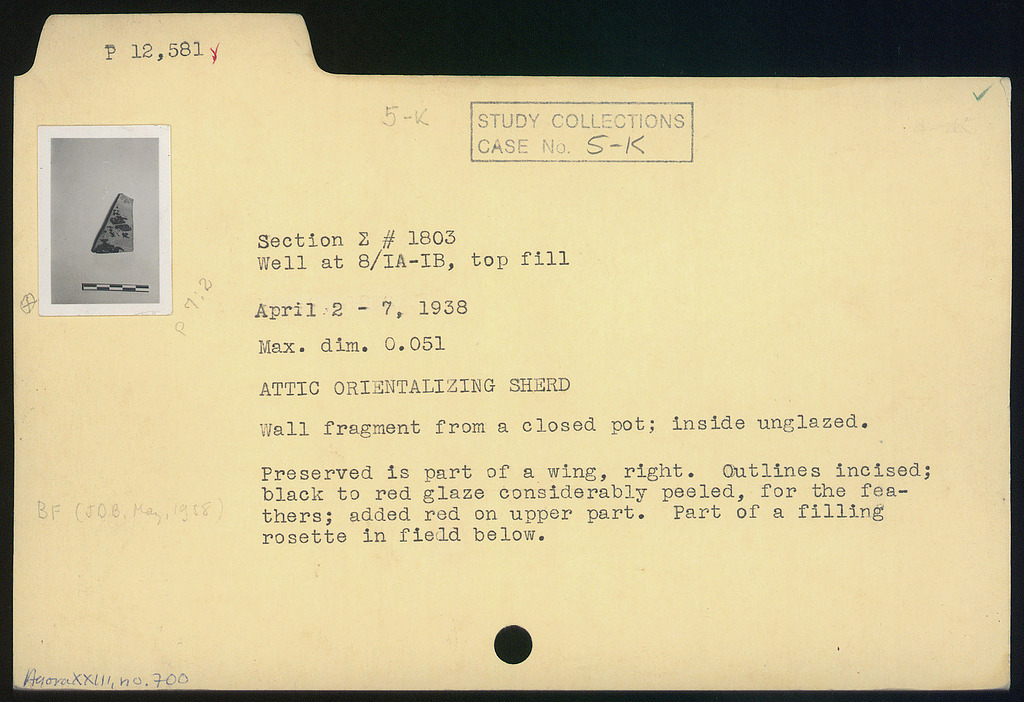 P 12,581
5-K
STUDY COLLECTIONS
CASE No. 5-K
Section Σ # 1803
Well at 8/IA-IB, top fill
P 7:2
April 2 - 7, 1938
Max. dim. 0.051
ATTIC ORIENTALIZING SHERD
Wall fragment from a closed pot; inside unglazed.
Preserved is part of a wing, right. Outlines incised;
black to red glaze considerably peeled, for the fea-
thers; added red on upper part. Part of a filling
rosette in field below.
BF (JDB, May, 1958)
Agora XXIII, no. 700